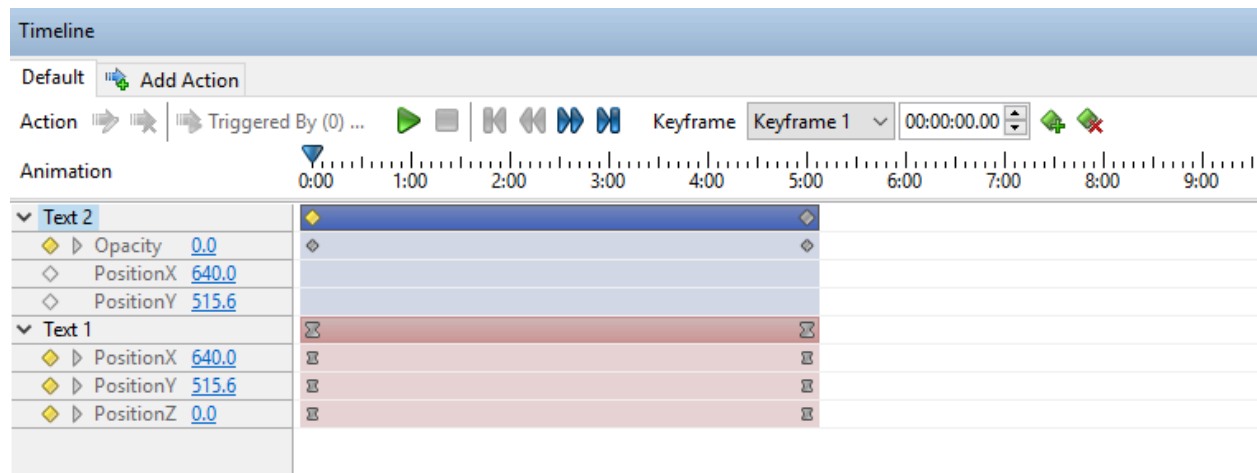 Timeline
Default Add Action
Action Triggered By (0) ... Keyframe Keyframe 1 00:00:00.00
Animation 0:00 1:00 2:00 3:00 4:00 5:00 6:00 7:00 8:00 9:00
Text 2
Opacity 0.0
PositionX 640.0
PositionY 515.6
Text 1
PositionX 640.0
PositionY 515.6
PositionZ 0.0